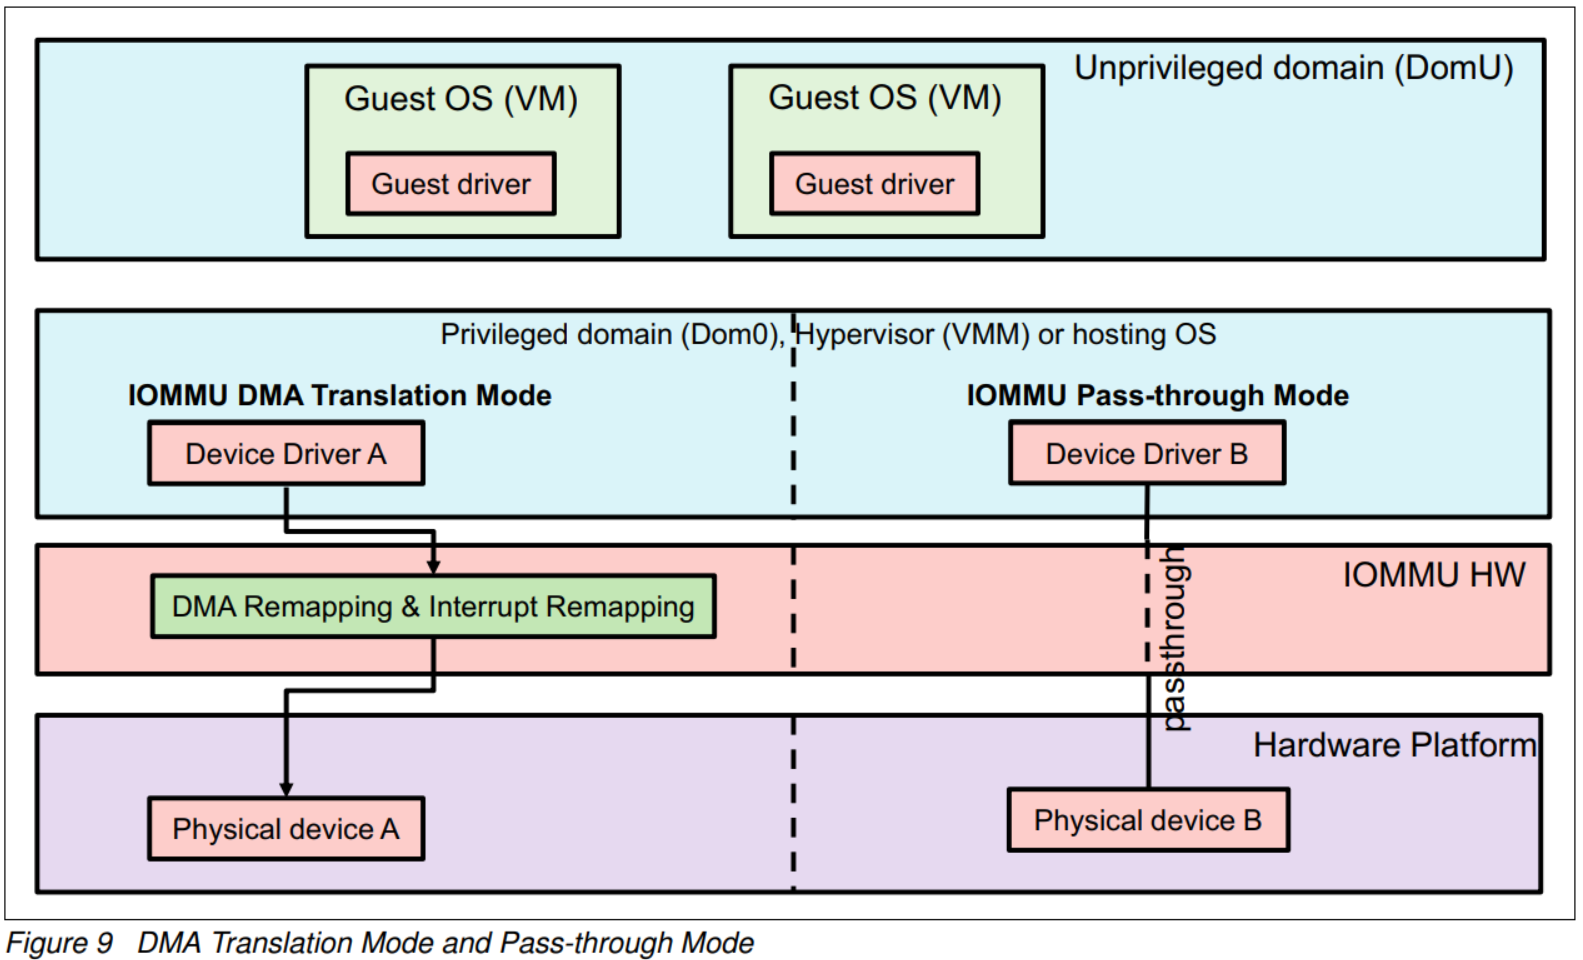 Unprivileged domain (DomU)
Guest OS (VM)
Guest driver
Guest OS (VM)
Guest driver
Privileged domain (Dom0), Hypervisor (VMM) or hosting OS
IOMMU DMA Translation Mode
Device Driver A
IOMMU Pass-through Mode
Device Driver B
IOMMU HW
DMA Remapping & Interrupt Remapping
passthrough
Hardware Platform
Physical device A
Physical device B
Figure 9 DMA Translation Mode and Pass-through Mode